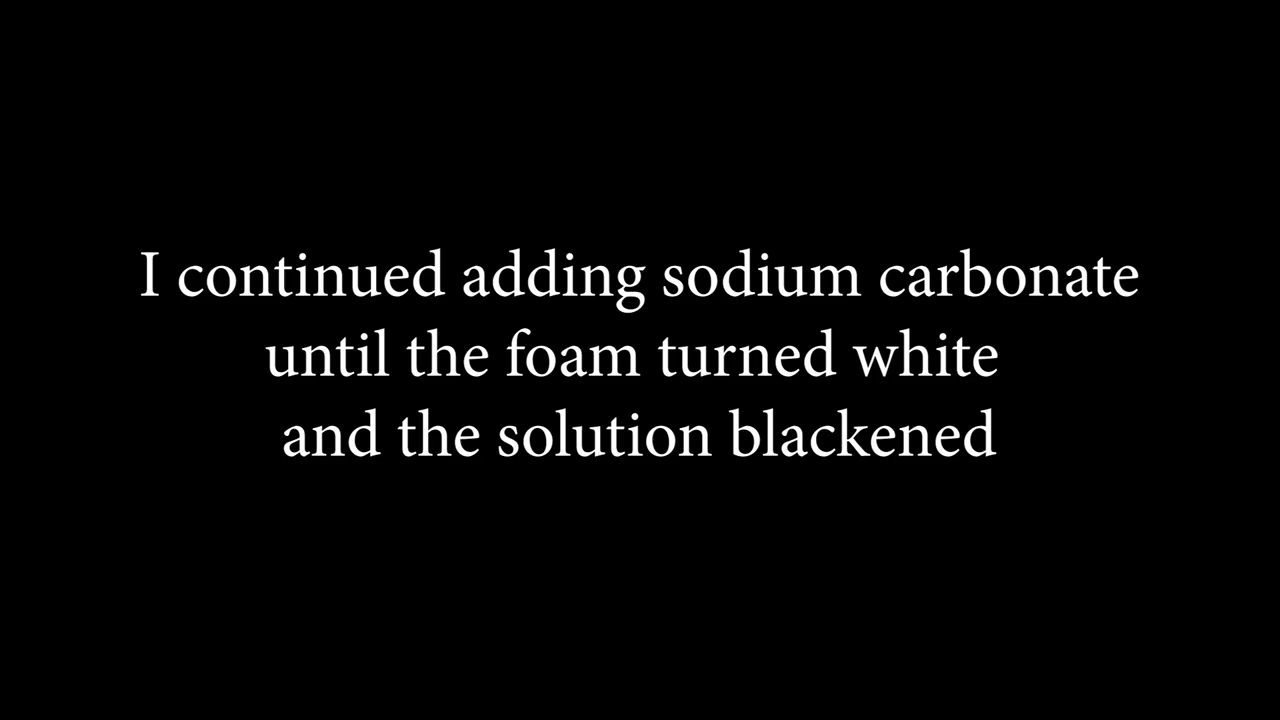 I continued adding sodium carbonate
until the foam turned white
and the solution blackened